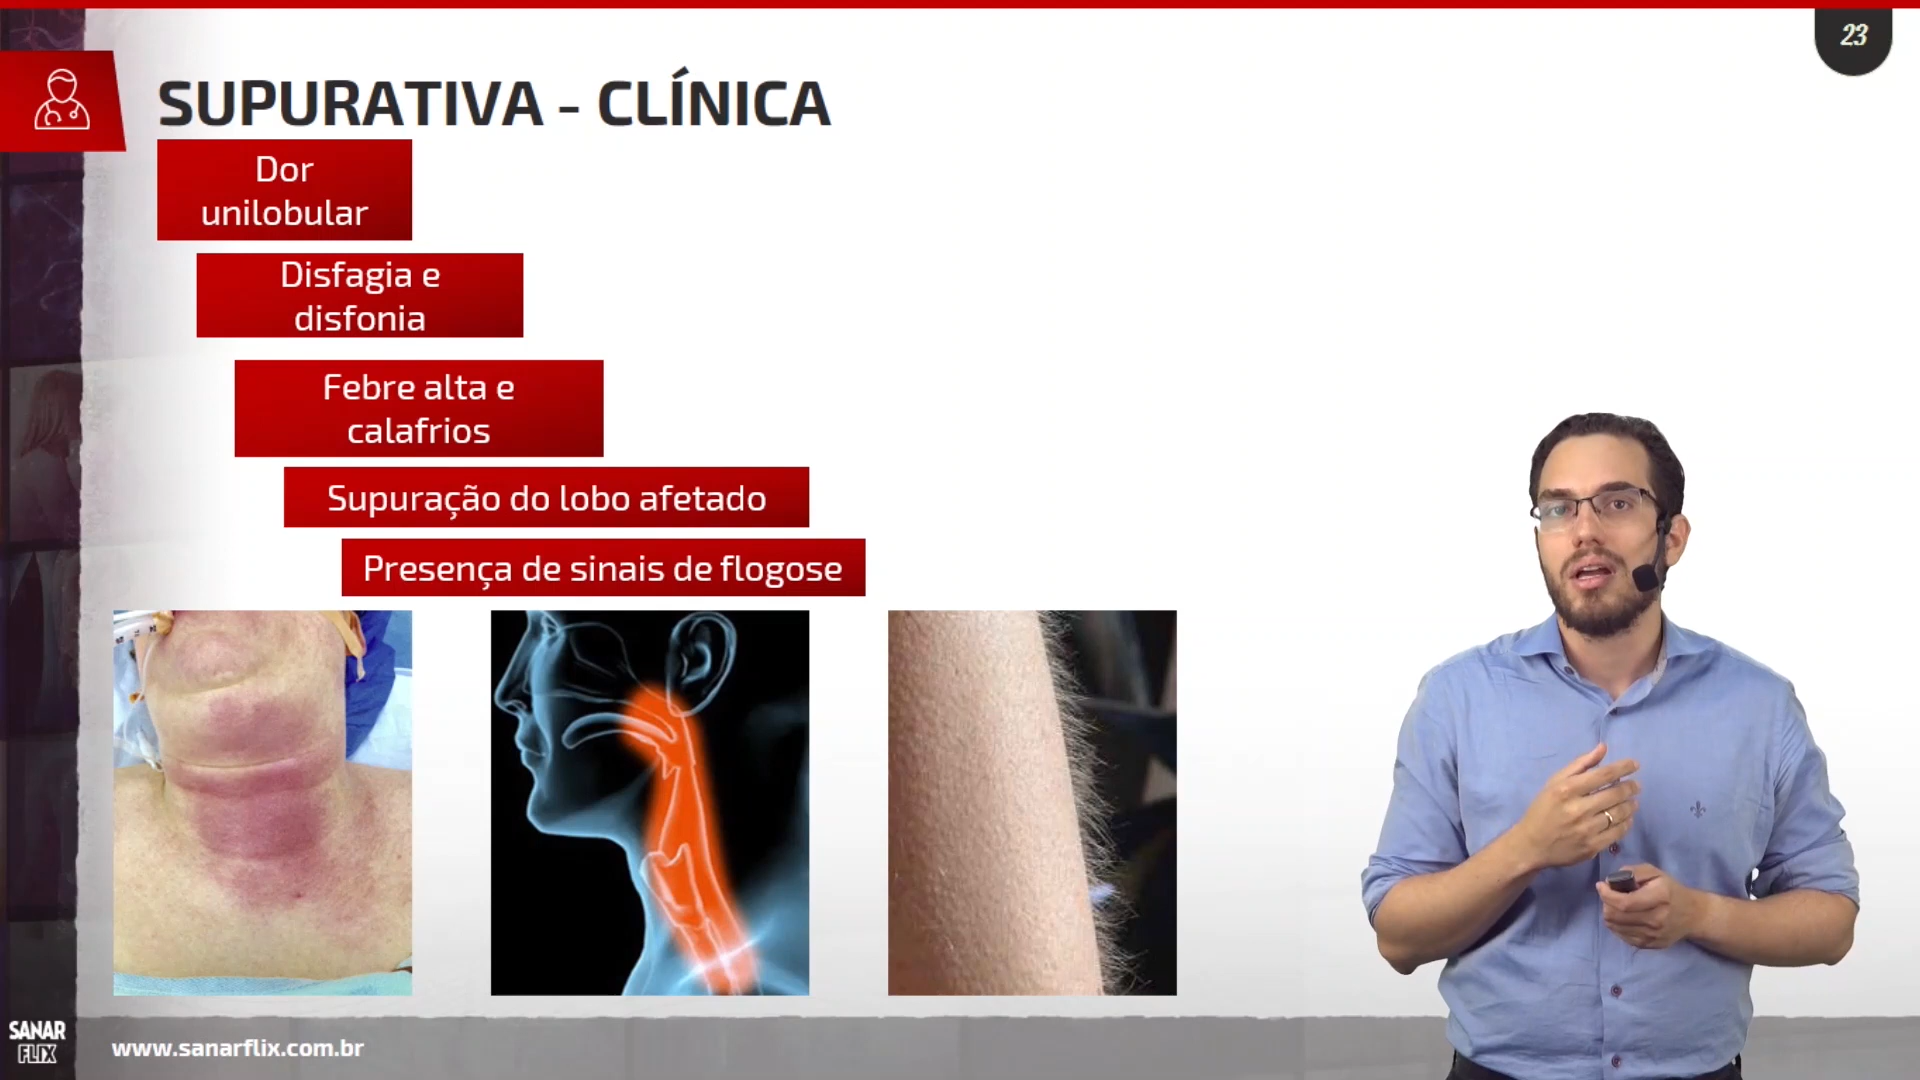 23
SUPURATIVA - CLÍNICA
Dor
unilobular
Disfagia e
disfonia
Febre alta e
calafrios
Supuração do lobo afetado
Presença de sinais de flogose
SANAR
FLIX
www.sanarflix.com.br